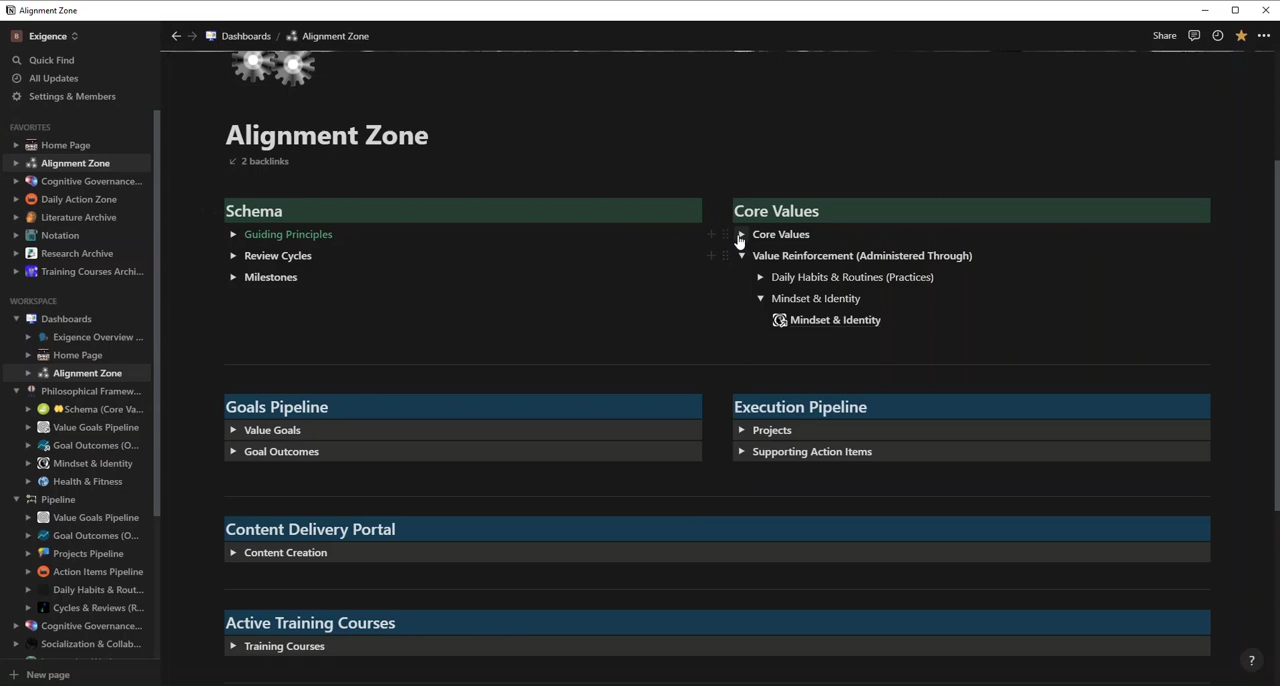 Alignment Zone
B Exigence
Dashboards / Alignment Zone
Share
Quick Find
All Updates
Settings & Members
FAVORITES
Home Page
Alignment Zone
Cognitive Governance...
Daily Action Zone
Literature Archive
Notation
Research Archive
Training Courses Archi...
WORKSPACE
Dashboards
Exigence Overview ...
Home Page
Alignment Zone
Philosophical Framew...
Schema (Core Va...
Value Goals Pipeline
Goal Outcomes (O...
Mindset & Identity
Health & Fitness
Pipeline
Value Goals Pipeline
Goal Outcomes (O...
Projects Pipeline
Action Items Pipeline
Daily Habits & Rout...
Cycles & Reviews (R...
Cognitive Governance...
Socialization & Collab...
+ New page
Alignment Zone
2 backlinks
Schema
Guiding Principles
Review Cycles
Milestones
Core Values
Core Values
Value Reinforcement (Administered Through)
Daily Habits & Routines (Practices)
Mindset & Identity
Mindset & Identity
Goals Pipeline
Value Goals
Goal Outcomes
Execution Pipeline
Projects
Supporting Action Items
Content Delivery Portal
Content Creation
Active Training Courses
Training Courses
?